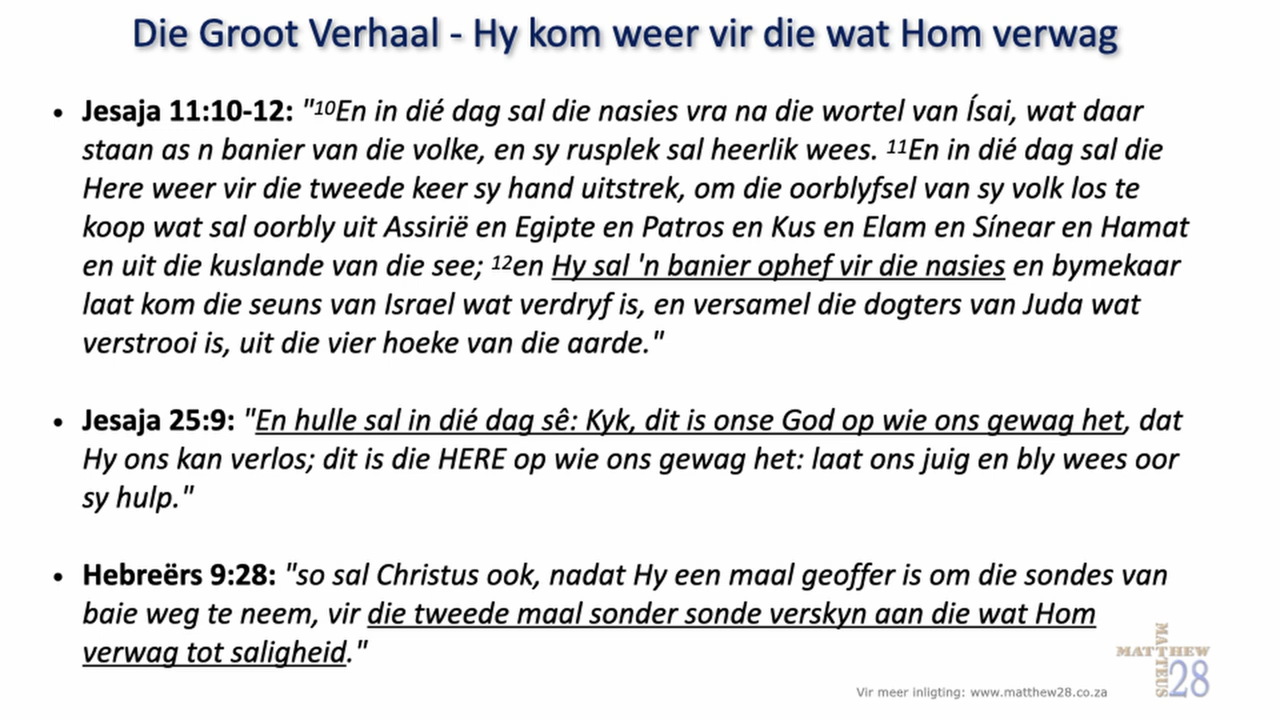 Die Groot Verhaal - Hy kom weer vir die wat Hom verwag
• Jesaja 11:10-12: "¹⁰En in dié dag sal die nasies vra na die wortel van Ísai, wat daar
staan as n banier van die volke, en sy rusplek sal heerlik wees. ¹¹En in dié dag sal die
Here weer vir die tweede keer sy hand uitstrek, om die oorblyfsel van sy volk los te
koop wat sal oorbly uit Assirië en Egipte en Patros en Kus en Elam en Sínear en Hamat
en uit die kuslande van die see; ¹²en Hy sal 'n banier ophef vir die nasies en bymekaar
laat kom die seuns van Israel wat verdryf is, en versamel die dogters van Juda wat
verstrooi is, uit die vier hoeke van die aarde."
• Jesaja 25:9: "En hulle sal in dié dag sê: Kyk, dit is onse God op wie ons gewag het, dat
Hy ons kan verlos; dit is die HERE op wie ons gewag het: laat ons juig en bly wees oor
sy hulp."
• Hebreërs 9:28: "so sal Christus ook, nadat Hy een maal geoffer is om die sondes van
baie weg te neem, vir die tweede maal sonder sonde verskyn aan die wat Hom
verwag tot saligheid."
MATTHEW
MATTEUS
28
Vir meer inligting: www.matthew28.co.za